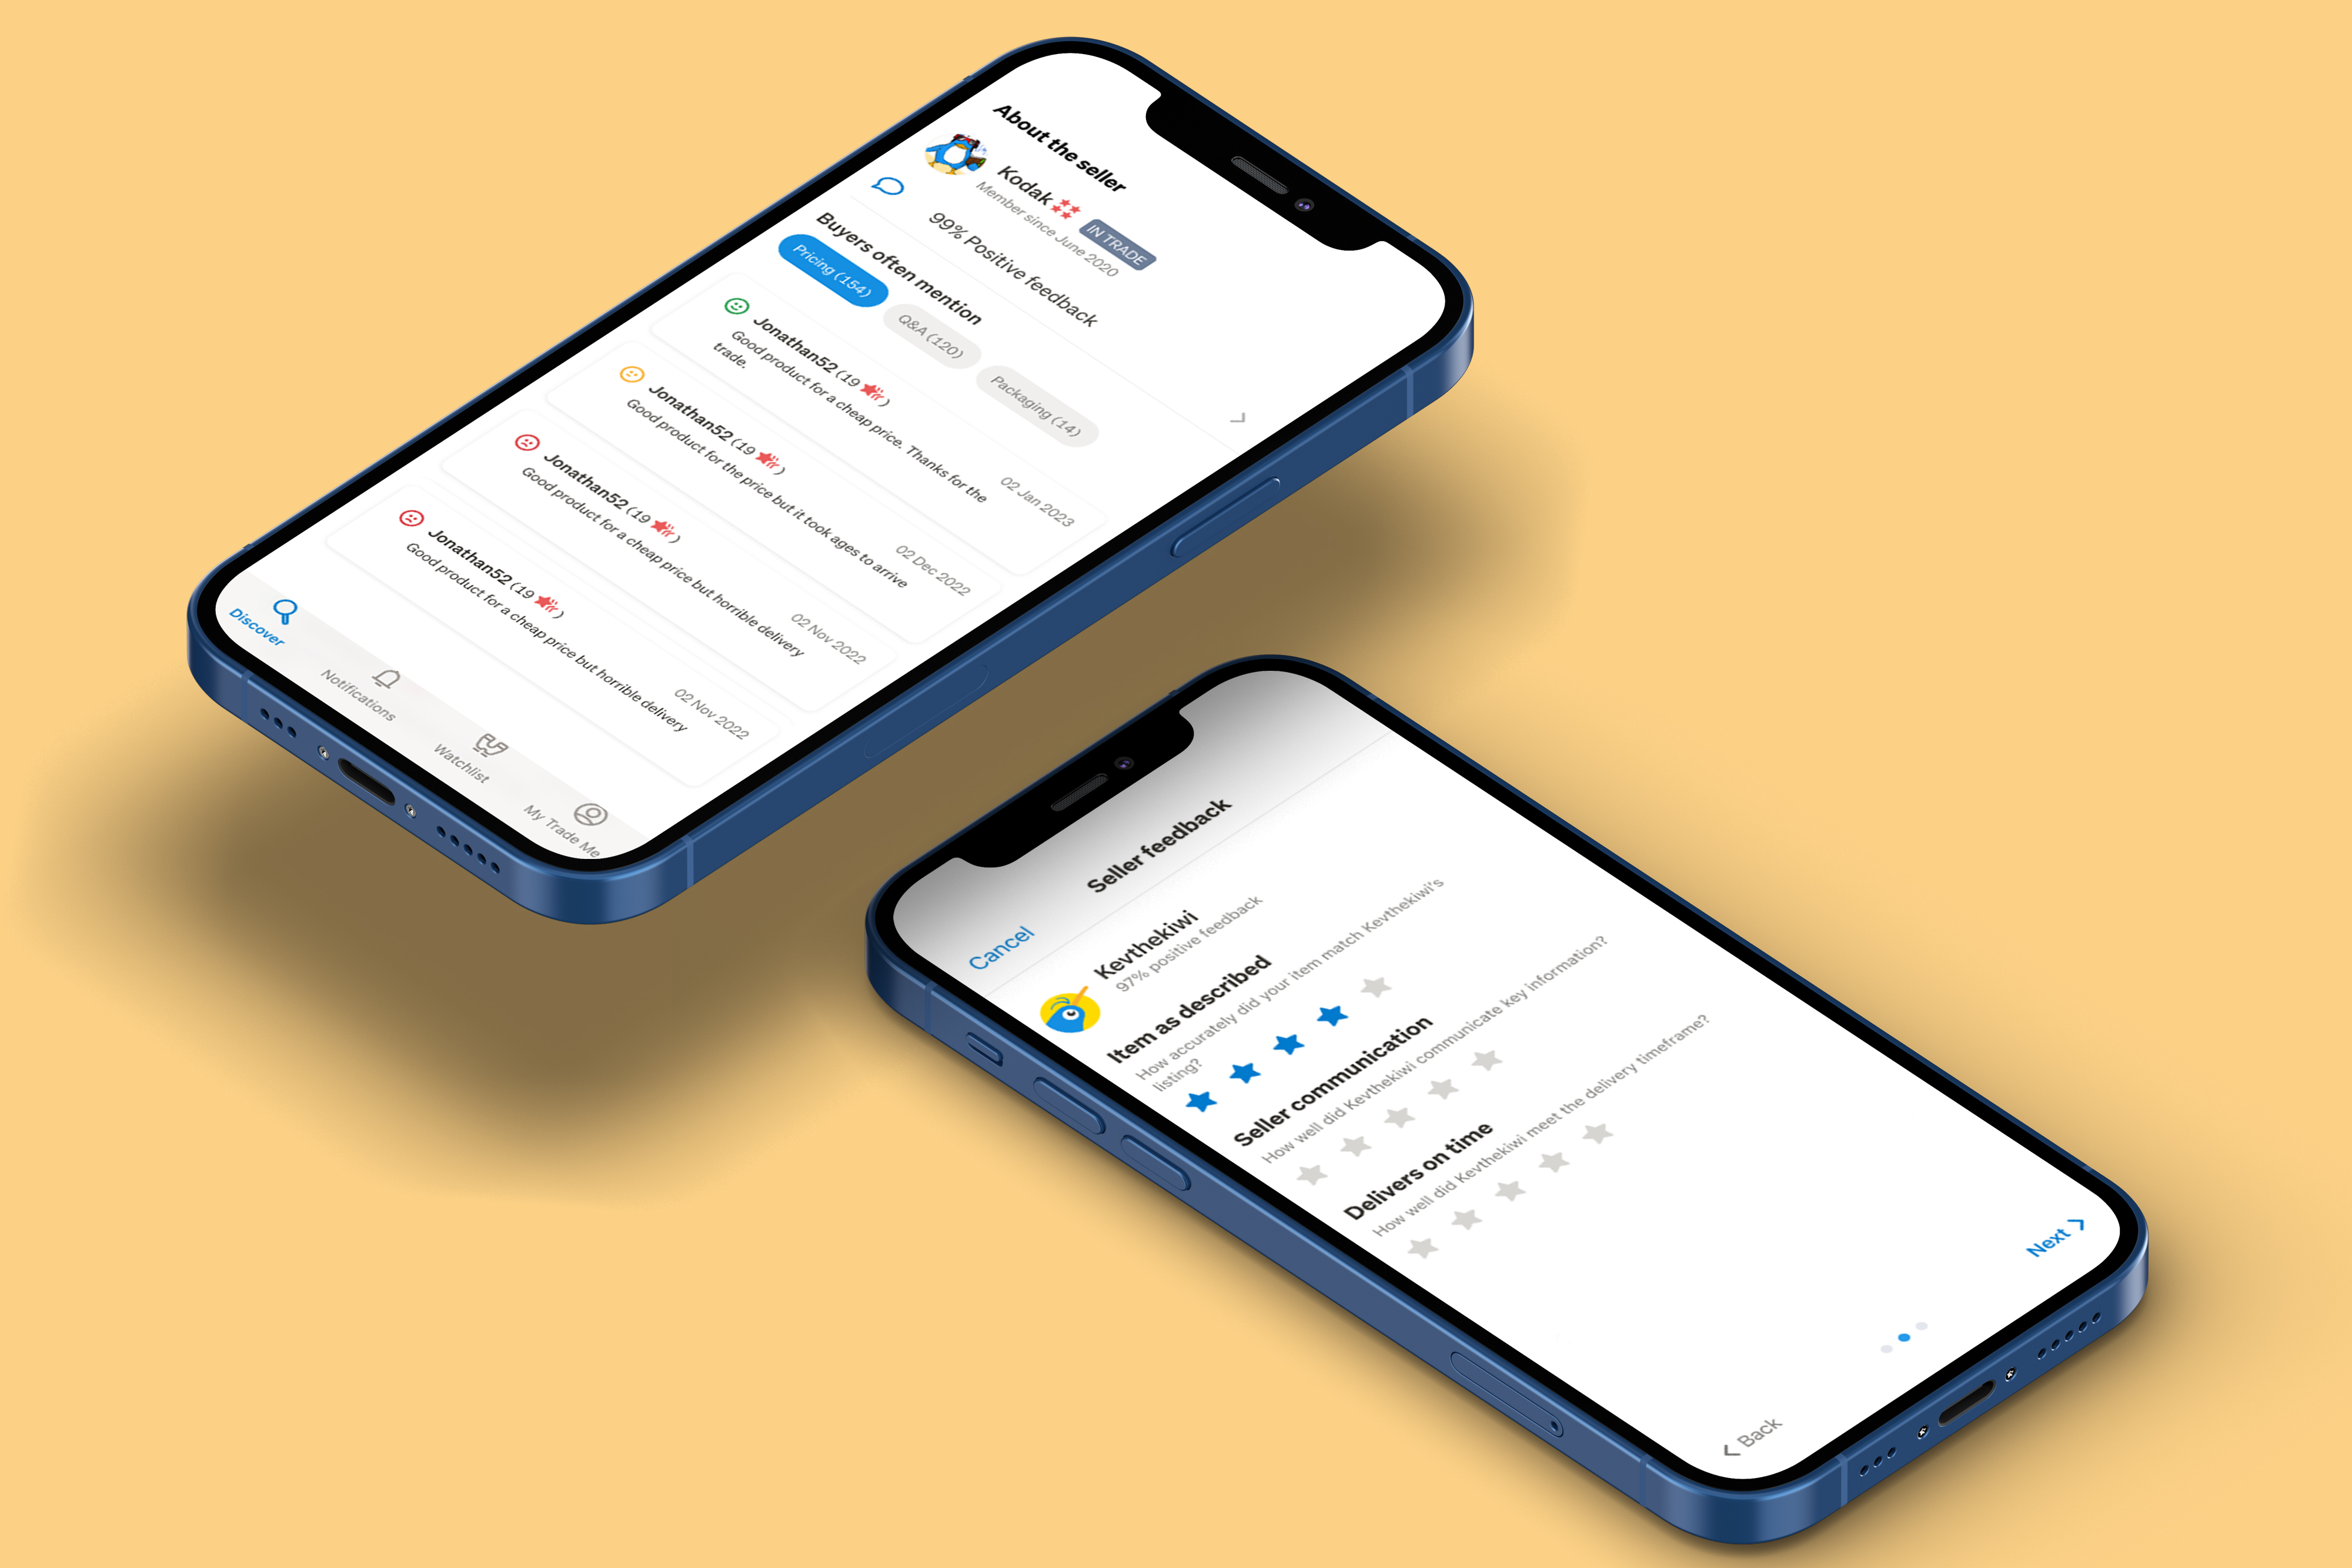 About the seller
Kodak
Member since June 2020
IN TRADE
99% Positive feedback
Buyers often mention
Pricing (154)
Q&A (120)
Packaging (14)
Jonathan52 (19 )
02 Jan 2023
Good product for a cheap price. Thanks for the
trade.
Jonathan52 (19 )
02 Dec 2022
Good product for the price but it took ages to arrive
Jonathan52 (19 )
02 Nov 2022
Good product for a cheap price but horrible delivery
Jonathan52 (19 )
02 Nov 2022
Good product for a cheap price but horrible delivery
Discover
Notifications
Watchlist
My Trade Me
Cancel
Seller feedback
Kevthekiwi
97% positive feedback
Item as described
How accurately did your item match Kevthekiwi's
listing?
Seller communication
How well did Kevthekiwi communicate key information?
Delivers on time
How well did Kevthekiwi meet the delivery timeframe?
Back
Next